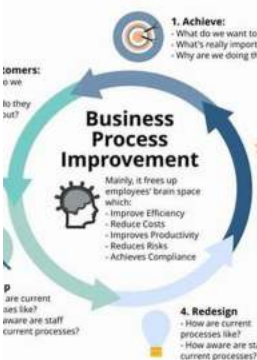 1. Achieve:
- What do we want to
- What's really import
- Why are we doing th
tomers:
o we
do they
out?
Business
Process
Improvement
Mainly, it frees up
employees' brain space
which:
- Improve Efficiency
- Reduce Costs
- Improves Productivity
- Reduces Risks
- Achieves Compliance
p
are current
ses like?
aware are staff
current processes?
4. Redesign
- How are current
processes like?
- How aware are sta
current processes?